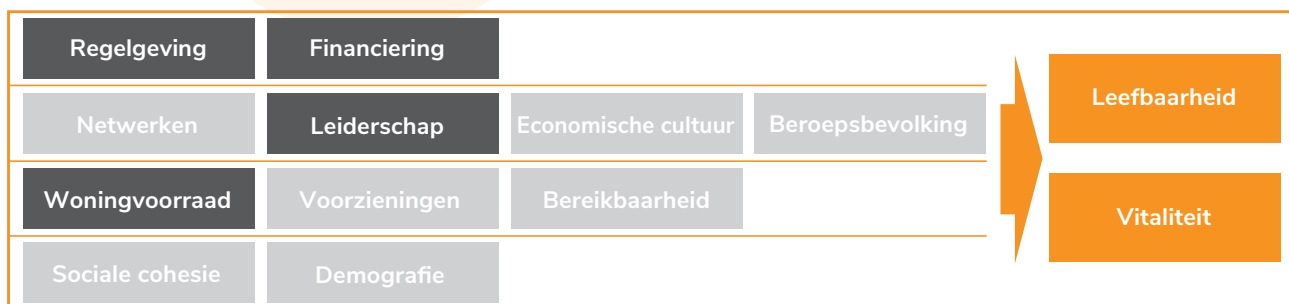 Regelgeving
Financiering
Netwerken
Leiderschap
Economische cultuur
Beroepsbevolking
Woningvoorraad
Voorzieningen
Bereikbaarheid
Sociale cohesie
Demografie
Leefbaarheid
Vitaliteit